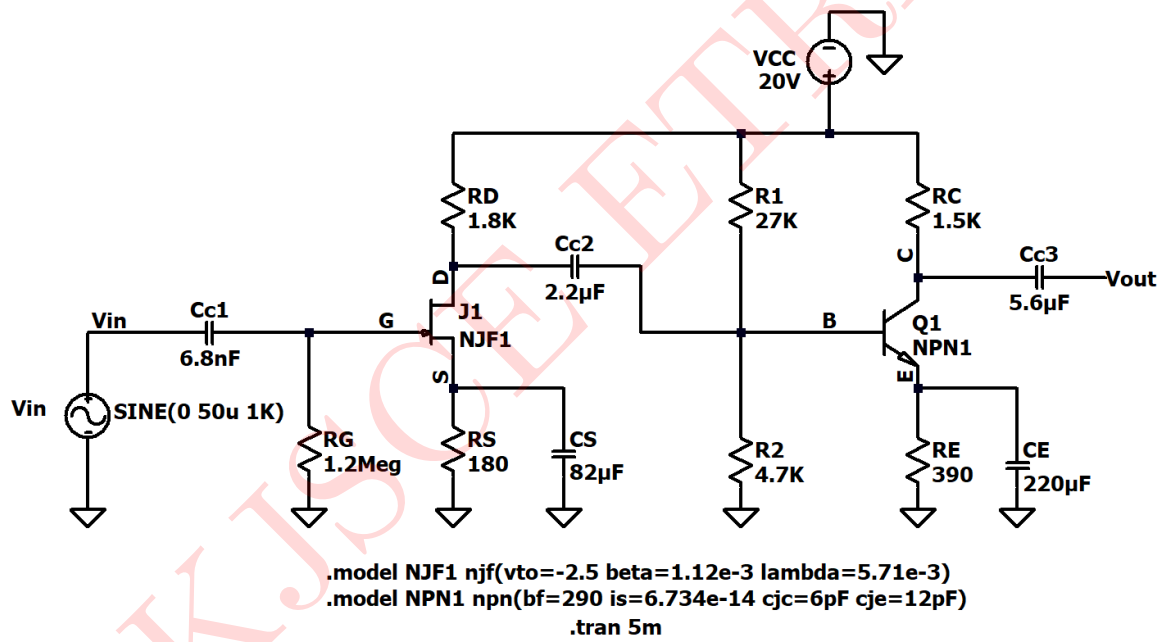 VCC
20V
RD
1.8K
R1
27K
RC
1.5K
Cc2
2.2µF
D
C
Cc3
5.6µF
Vout
Vin
Cc1
6.8nF
G
J1
NJF1
B
Q1
NPN1
S
E
Vin
SINE(0 50u 1K)
RG
1.2Meg
RS
180
CS
82µF
R2
4.7K
RE
390
CE
220µF
.model NJF1 njf(vto=-2.5 beta=1.12e-3 lambda=5.71e-3)
.model NPN1 npn(bf=290 is=6.734e-14 cjc=6pF cje=12pF)
.tran 5m
KJSCE